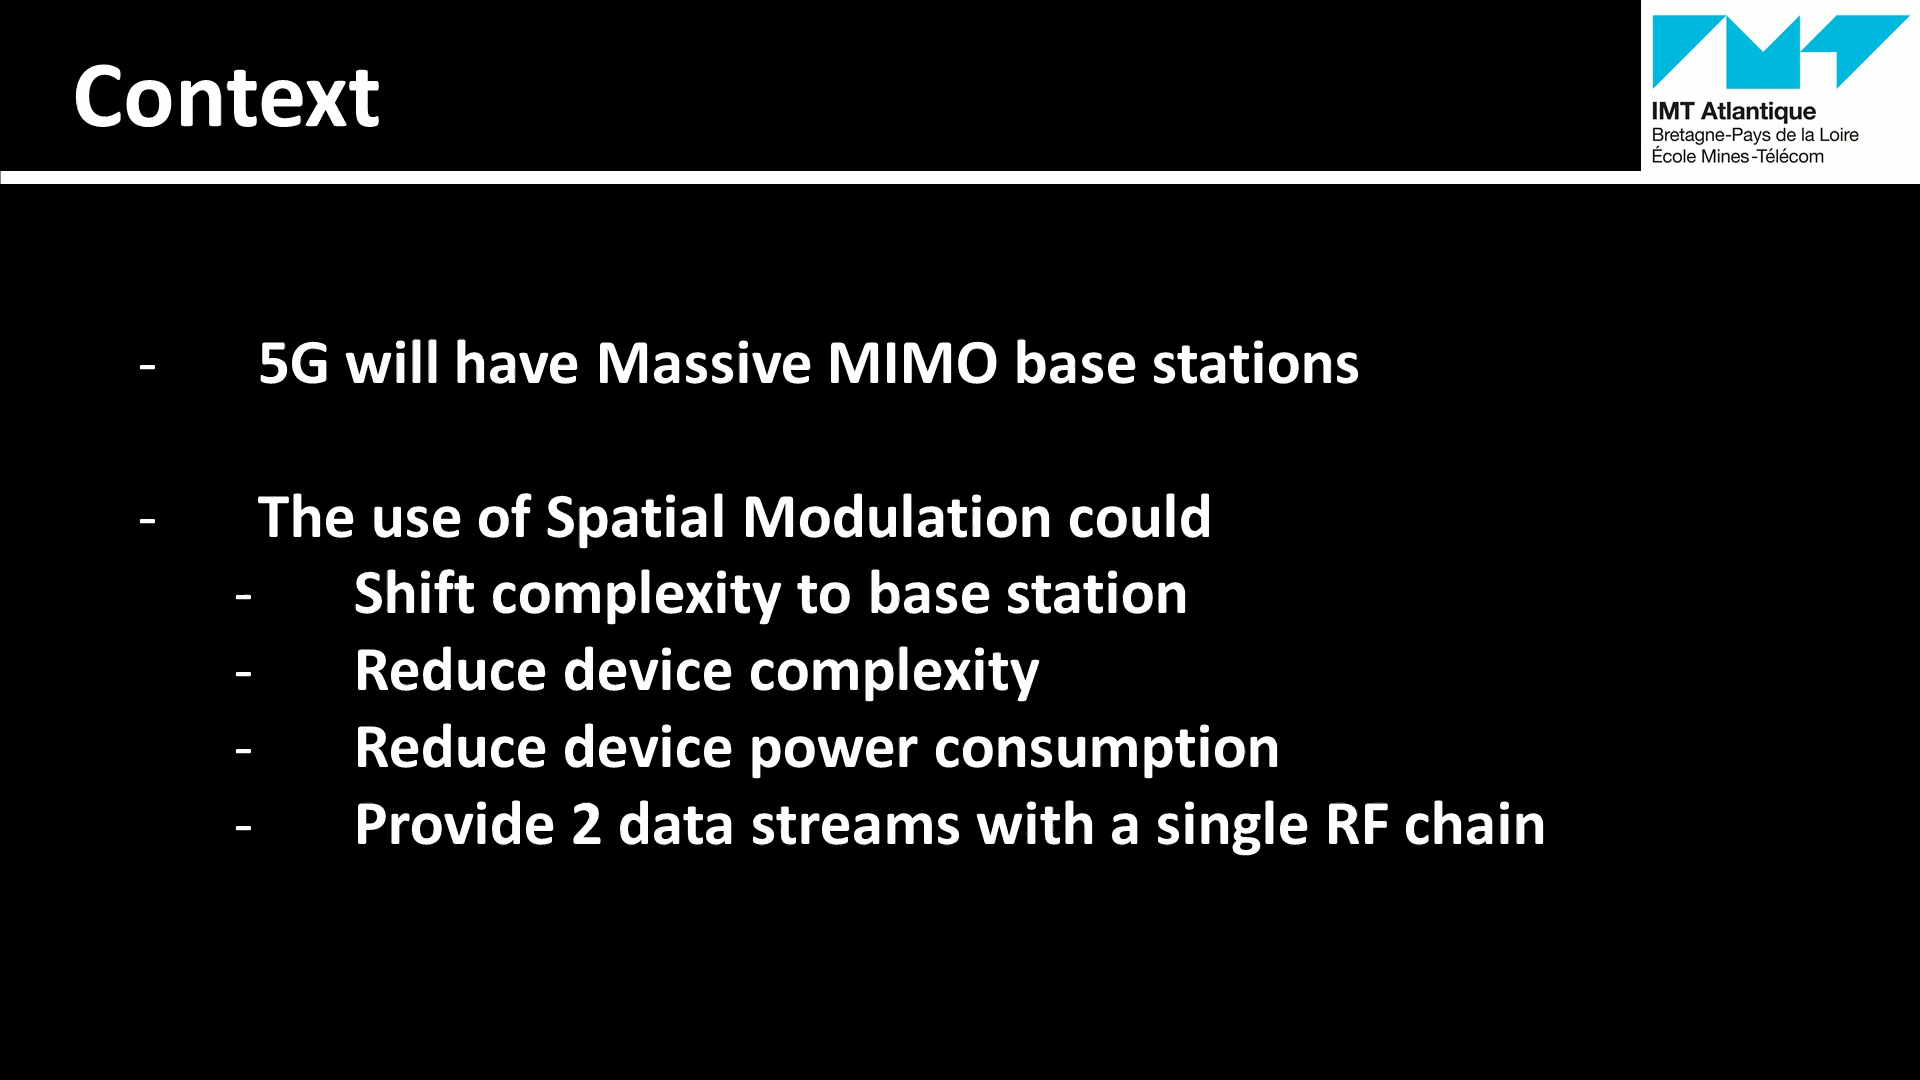 Context
IMT Atlantique
Bretagne-Pays de la Loire
École Mines-Télécom
- 5G will have Massive MIMO base stations
- The use of Spatial Modulation could
- Shift complexity to base station
- Reduce device complexity
- Reduce device power consumption
- Provide 2 data streams with a single RF chain